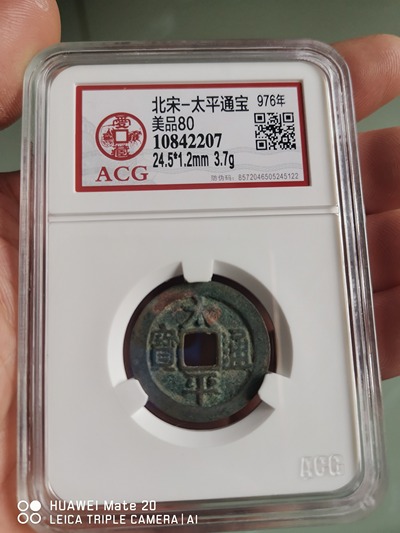 北宋-太平通宝 976年
美品80
10842207
24.5*1.2mm 3.7g
ACG
防伪码: 8572046505245122
太
寶 通
平
ACG
HUAWEI Mate 20
LEICA TRIPLE CAMERA | AI